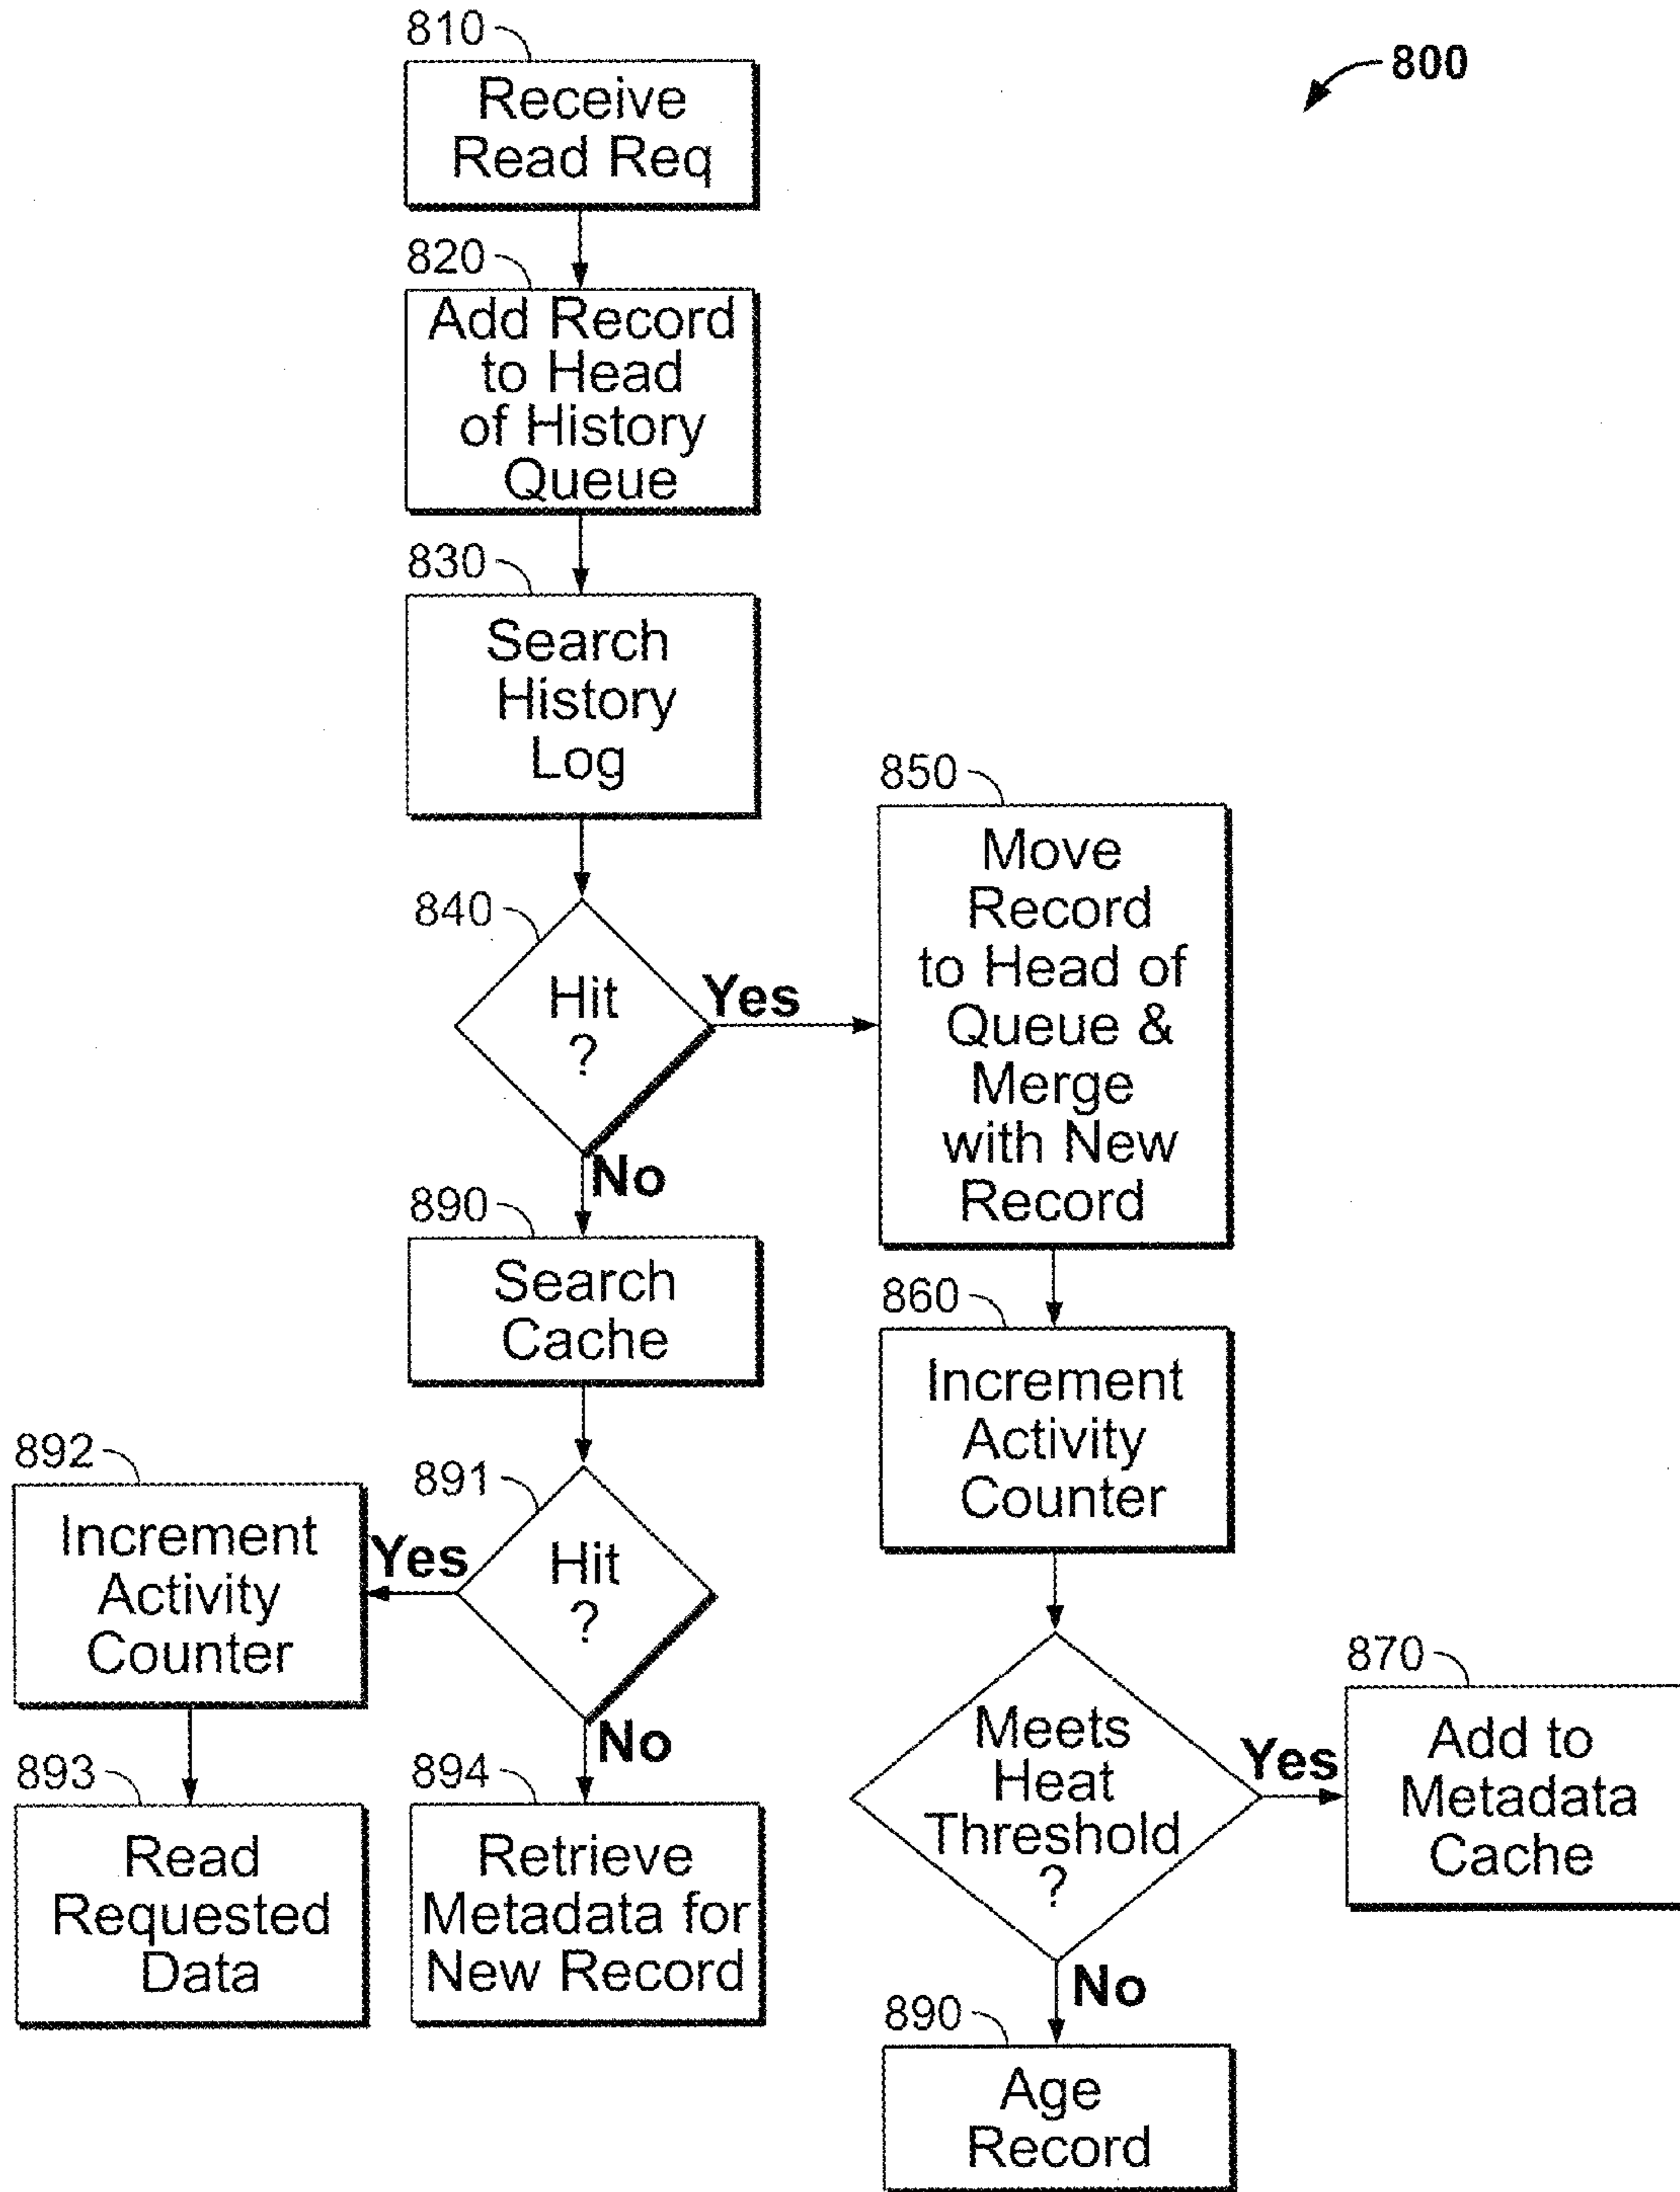 800
810
Receive
Read Req
820
Add Record
to Head
of History
Queue
830
Search
History
Log
840
Hit
?
Yes
No
850
Move
Record
to Head of
Queue &
Merge
with New
Record
860
Increment
Activity
Counter
Meets
Heat
Threshold
?
Yes
No
870
Add to
Metadata
Cache
890
Age
Record
890
Search
Cache
891
Hit
?
Yes
No
892
Increment
Activity
Counter
893
Read
Requested
Data
894
Retrieve
Metadata for
New Record